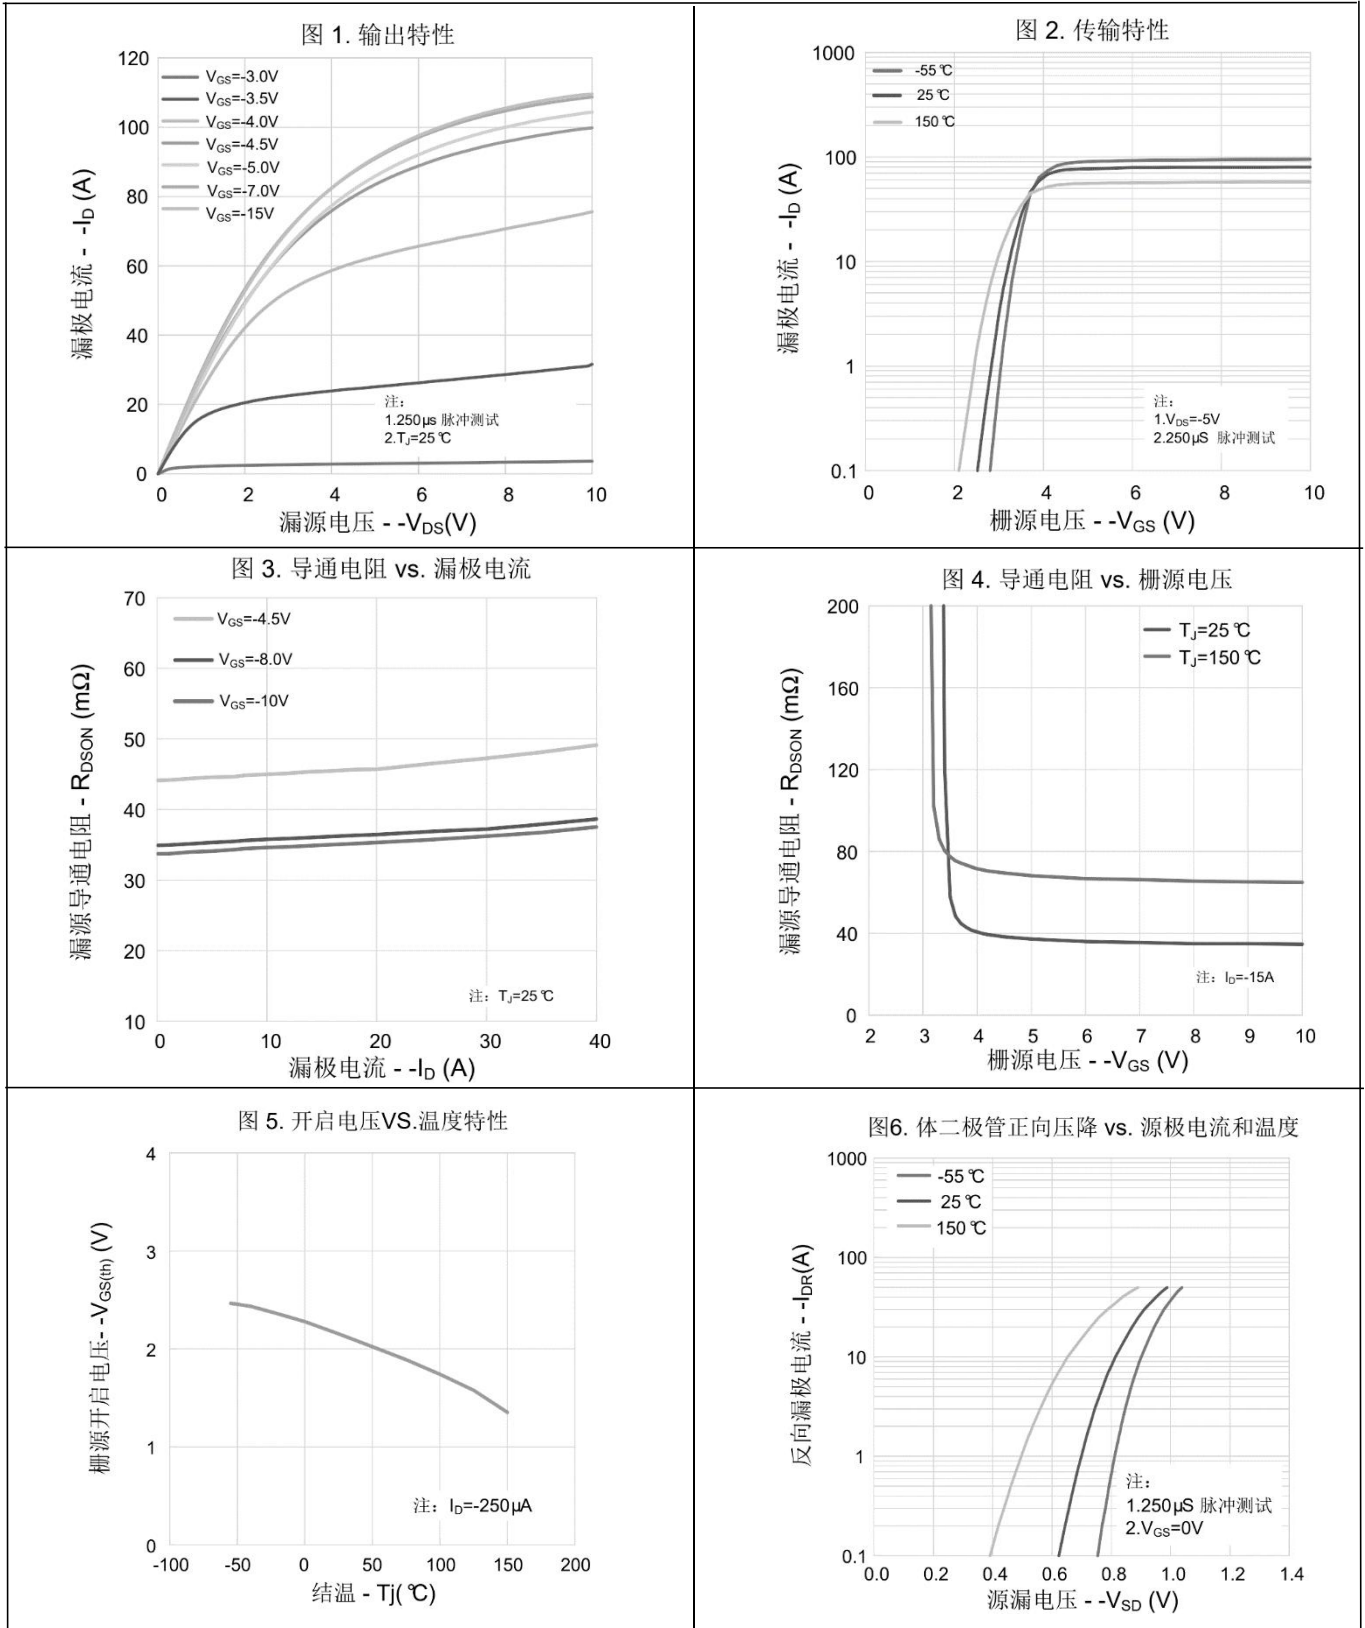 图 1. 输出特性
120
100
80
60
40
20
0
漏极电流 - -ID (A)
VGS=-3.0V
VGS=-3.5V
VGS=-4.0V
VGS=-4.5V
VGS=-5.0V
VGS=-7.0V
VGS=-15V
注:
1.250μs 脉冲测试
2.TJ=25℃
0 2 4 6 8 10
漏源电压 - -VDS(V)
图 2. 传输特性
1000
100
10
1
0.1
漏极电流 - -ID (A)
-55℃
25℃
150℃
注:
1.VDS=-5V
2.250μS 脉冲测试
0 2 4 6 8 10
栅源电压 - -VGS (V)
图 3. 导通电阻 vs. 漏极电流
70
60
50
40
30
20
10
漏源导通电阻 - RDSON (mΩ)
VGS=-4.5V
VGS=-8.0V
VGS=-10V
注: TJ=25℃
0 10 20 30 40
漏极电流 - -ID (A)
图 4. 导通电阻 vs. 栅源电压
200
160
120
80
40
0
漏源导通电阻 - RDSON (mΩ)
TJ=25℃
TJ=150℃
注: ID=-15A
2 3 4 5 6 7 8 9 10
栅源电压 - -VGS (V)
图 5. 开启电压VS.温度特性
4
3
2
1
0
栅源开启电压- -VGS(th) (V)
注: ID=-250μA
-100 -50 0 50 100 150 200
结温 - Tj(℃)
图6. 体二极管正向压降 vs. 源极电流和温度
1000
100
10
1
0.1
反向漏极电流 - -IDR(A)
-55℃
25℃
150℃
注:
1.250μS 脉冲测试
2.VGS=0V
0.0 0.2 0.4 0.6 0.8 1.0 1.2 1.4
源漏电压 - -VSD (V)